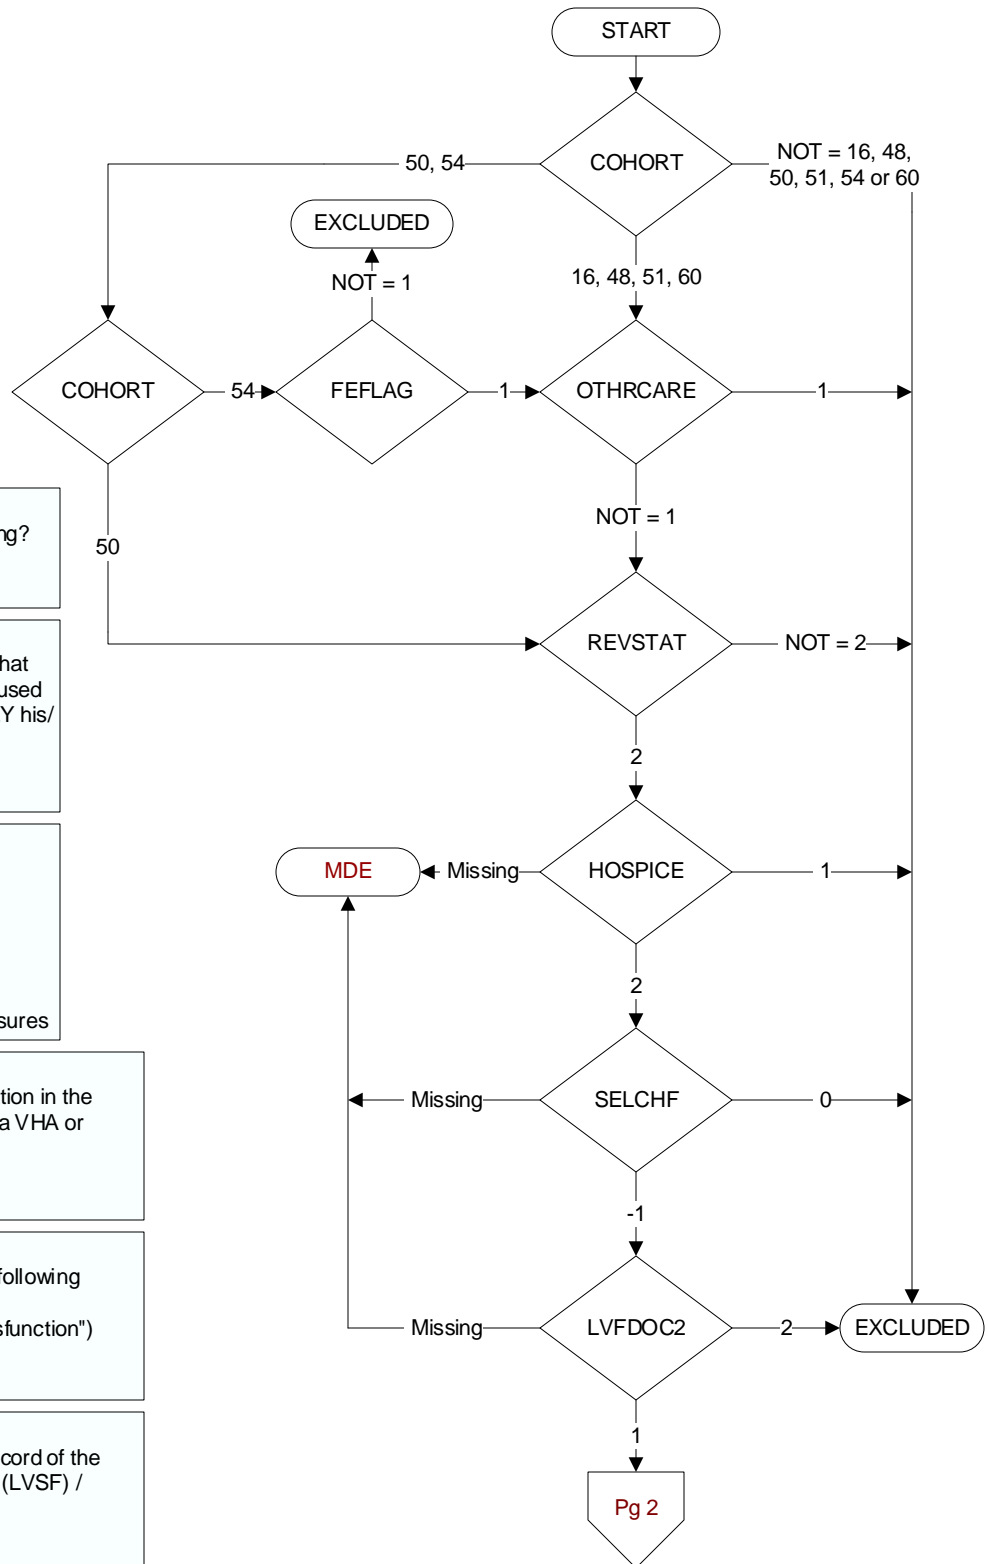 START
COHORT
50, 54
NOT = 16, 48,
50, 51, 54 or 60
EXCLUDED
NOT = 1
16, 48, 51, 60
COHORT
54
FEFLAG
1
OTHRCARE
1
NOT = 1
50
REVSTAT
NOT = 2
2
MDE
Missing
HOSPICE
1
2
Missing
SELCHF
0
-1
Missing
LVFDOC2
2
EXCLUDED
1
Pg 2
ng?
hat
used
Y his/
sures
tion in the
a VHA or
following
sfunction")
cord of the
(LVSF) /